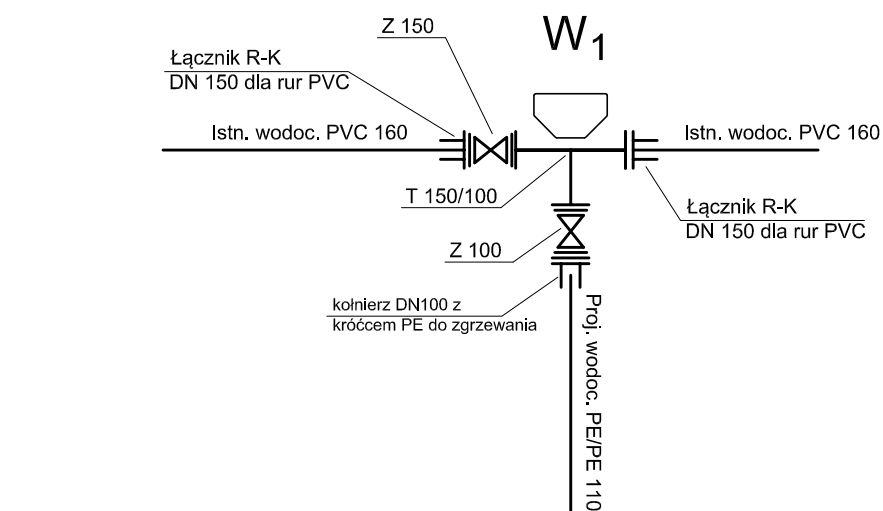 Z 150
W1
Łącznik R-K
DN 150 dla rur PVC
Istn. wodoc. PVC 160
Istn. wodoc. PVC 160
T 150/100
Łącznik R-K
DN 150 dla rur PVC
Z 100
kołnierz DN100 z
króćcem PE do zgrzewania
Proj. wodoc. PE/PE 110